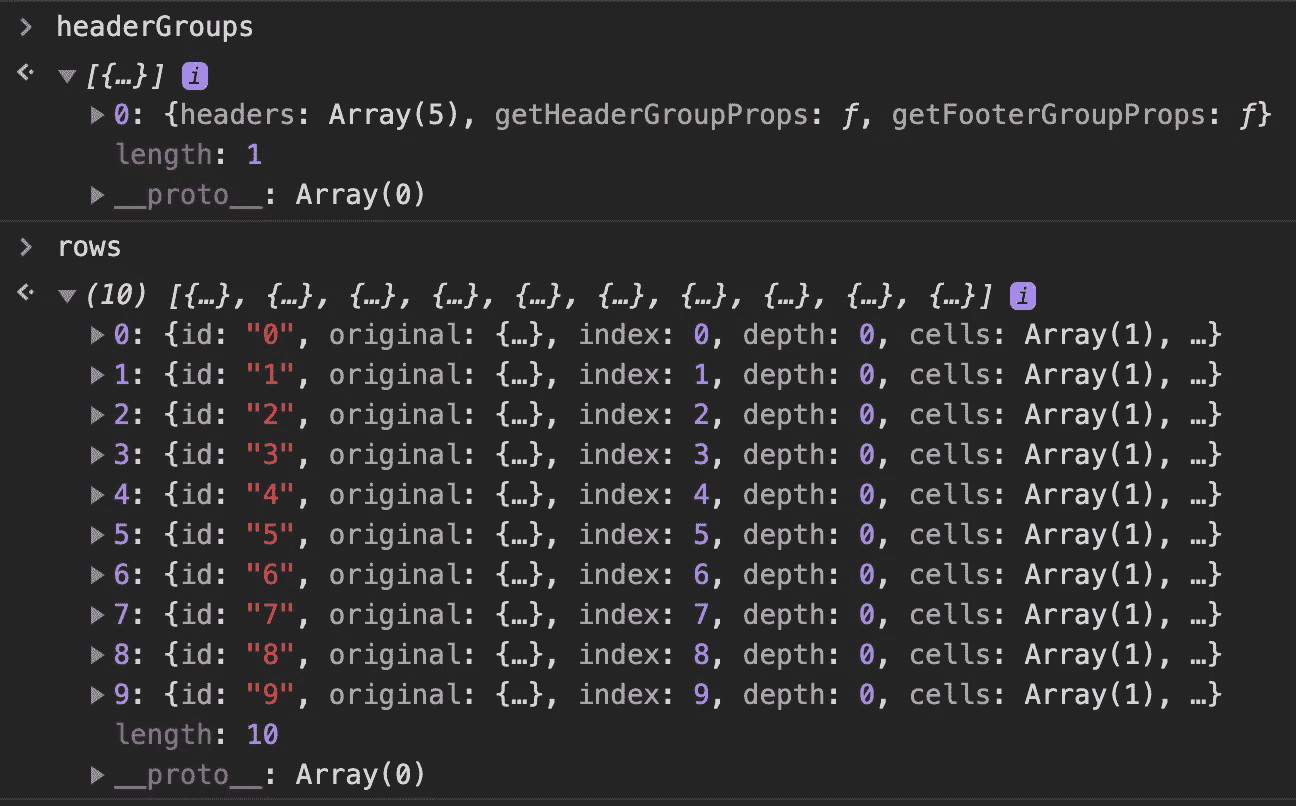 headerGroups
[{…}] i
0: {headers: Array(5), getHeaderGroupProps: ƒ, getFooterGroupProps: ƒ}
length: 1
__proto__: Array(0)
rows
(10) [{…}, {…}, {…}, {…}, {…}, {…}, {…}, {…}, {…}, {…}] i
0: {id: "0", original: {…}, index: 0, depth: 0, cells: Array(1), …}
1: {id: "1", original: {…}, index: 1, depth: 0, cells: Array(1), …}
2: {id: "2", original: {…}, index: 2, depth: 0, cells: Array(1), …}
3: {id: "3", original: {…}, index: 3, depth: 0, cells: Array(1), …}
4: {id: "4", original: {…}, index: 4, depth: 0, cells: Array(1), …}
5: {id: "5", original: {…}, index: 5, depth: 0, cells: Array(1), …}
6: {id: "6", original: {…}, index: 6, depth: 0, cells: Array(1), …}
7: {id: "7", original: {…}, index: 7, depth: 0, cells: Array(1), …}
8: {id: "8", original: {…}, index: 8, depth: 0, cells: Array(1), …}
9: {id: "9", original: {…}, index: 9, depth: 0, cells: Array(1), …}
length: 10
__proto__: Array(0)